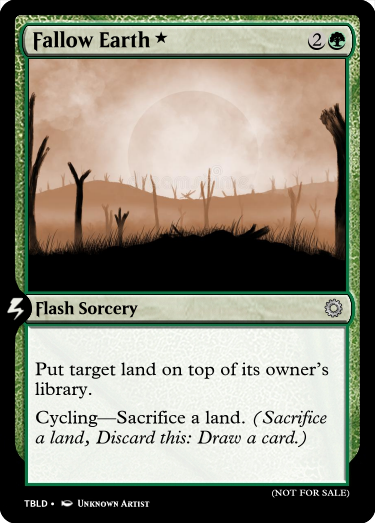 Fallow Earth ★ 2
Flash Sorcery
Put target land on top of its owner's
library.
Cycling—Sacrifice a land. (Sacrifice
a land, Discard this: Draw a card.)
(NOT FOR SALE)
TBLD • Unknown Artist